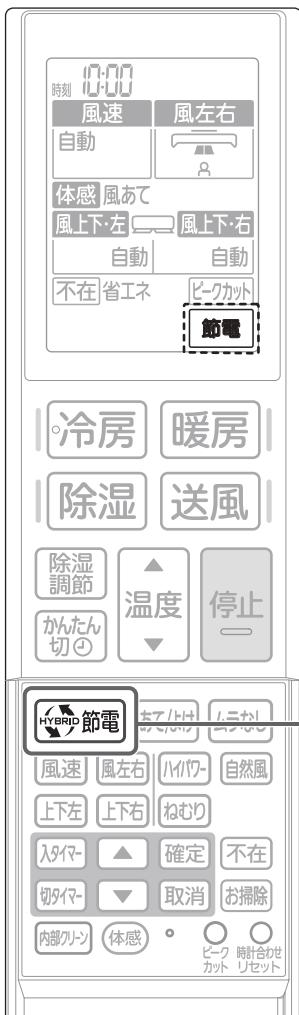 時刻 10:00
風速 風左右
自動
体感 風あて
風上下・左 風上下・右
自動 自動
不在 省エネ ピークカット
節電
冷房 暖房
除湿 送風
除湿調節
温度
停止
かんたん
切
HYBRID 節電 あて/よけ ムラなし
風速 風左右 ハイパワー 自然風
上下左 上下右 ねむり
入タイマー 確定 不在
切タイマー 取消 お掃除
内部クリーン 体感
ピーク 時計合わせ
カット リセット